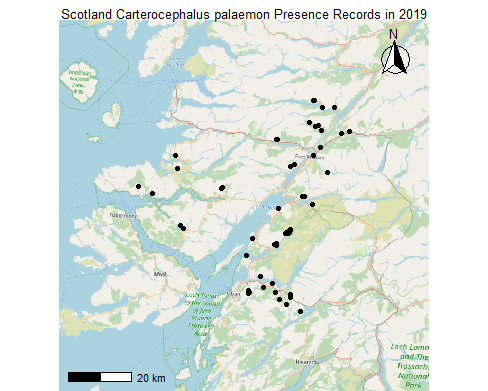 Scotland Carterocephalus palaemon Presence Records in 2019
N
Small Isles
National
Scenic
Area
Fort William
Tobermory
Mull
Loch Sunart
to the Sound
of Jura
Marine
Protected
Area
Oban
Inveraray
Loch Lomond
and The
Trossachs
National
Park
20 km